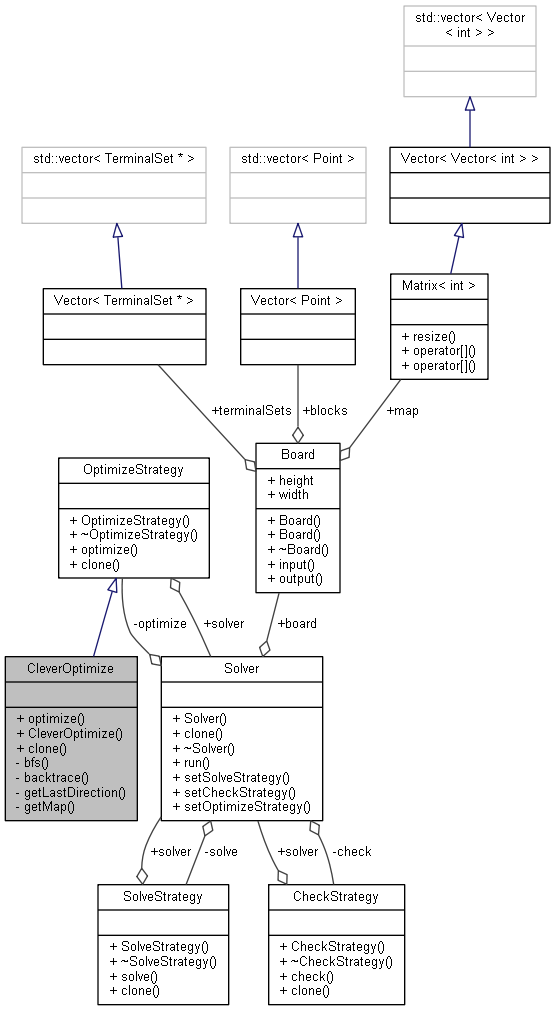 std::vector< Vector
< int > >
std::vector< TerminalSet * >
std::vector< Point >
Vector< Vector< int > >
Vector< TerminalSet * >
Vector< Point >
Matrix< int >
+ resize()
+ operator[]()
+ operator[]()
+terminalSets
+blocks
+map
Board
+ height
+ width
+ Board()
+ Board()
+ ~Board()
+ input()
+ output()
OptimizeStrategy
+ OptimizeStrategy()
+ ~OptimizeStrategy()
+ optimize()
+ clone()
-optimize
+solver
+board
CleverOptimize
+ optimize()
+ CleverOptimize()
+ clone()
- bfs()
- backtrace()
- getLastDirection()
- getMap()
Solver
+ Solver()
+ clone()
+ ~Solver()
+ run()
+ setSolveStrategy()
+ setCheckStrategy()
+ setOptimizeStrategy()
+solver
-solve
+solver
-check
SolveStrategy
+ SolveStrategy()
+ ~SolveStrategy()
+ solve()
+ clone()
CheckStrategy
+ CheckStrategy()
+ ~CheckStrategy()
+ check()
+ clone()